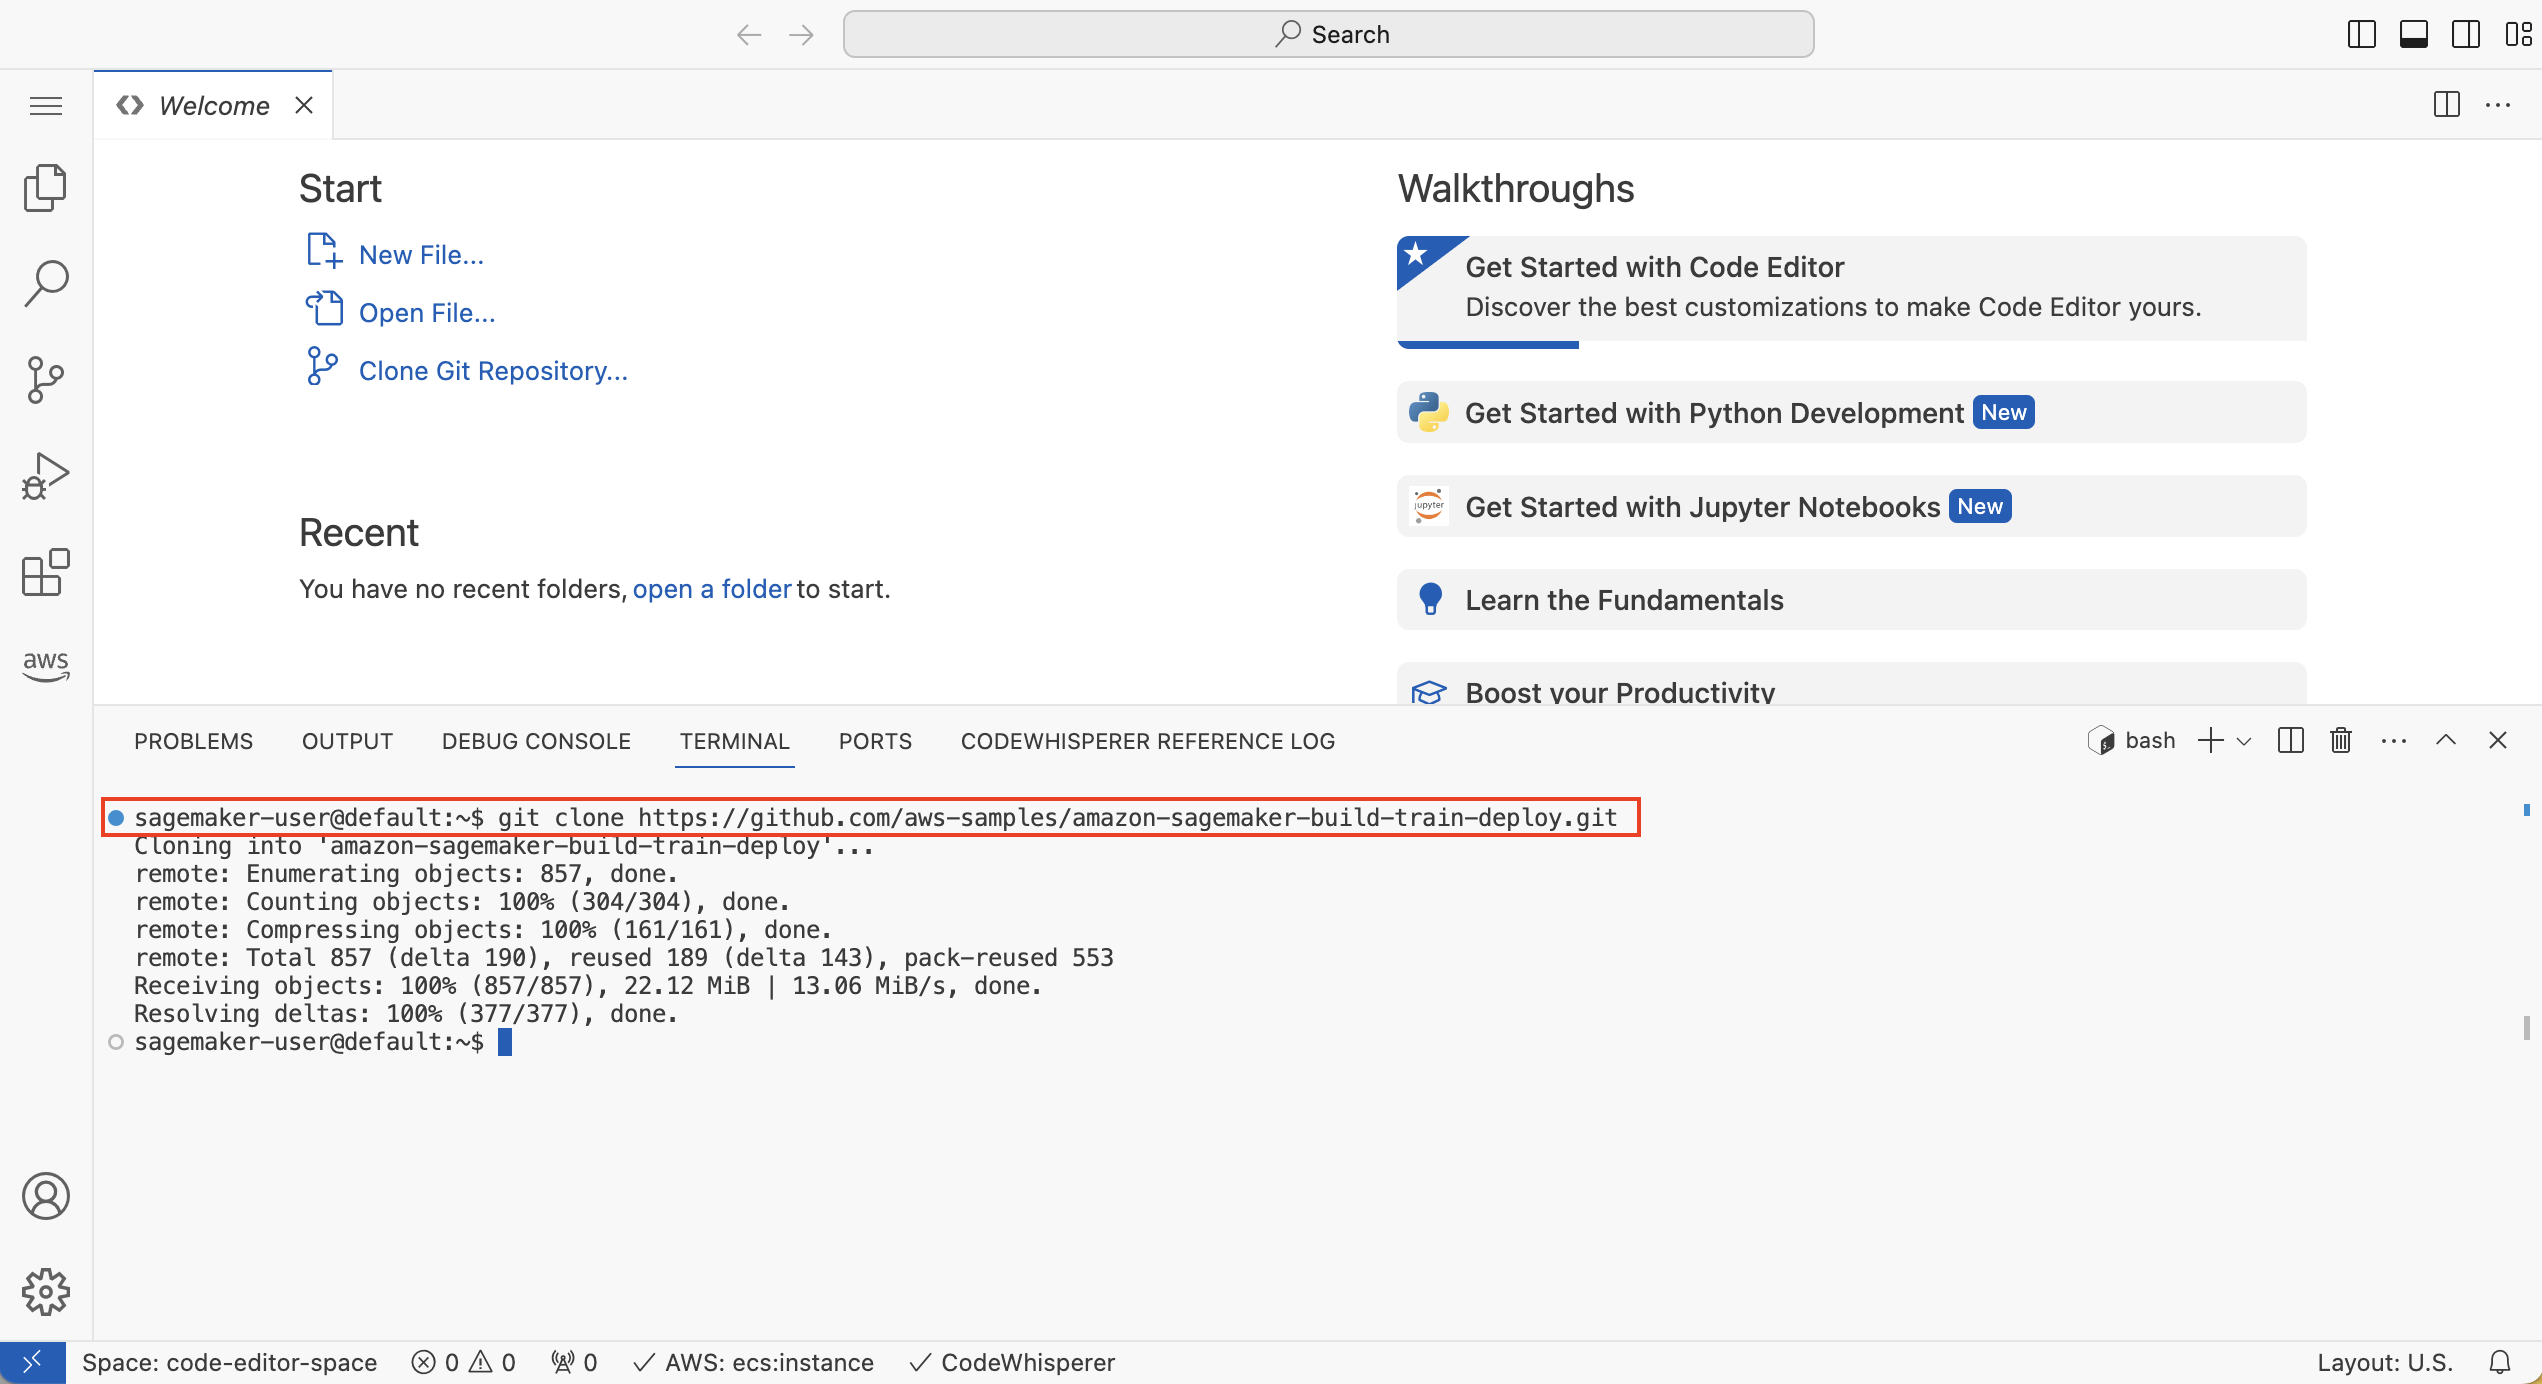 Search
Welcome
Start
New File...
Open File...
Clone Git Repository...
Recent
You have no recent folders, open a folder to start.
Walkthroughs
Get Started with Code Editor
Discover the best customizations to make Code Editor yours.
Get Started with Python Development New
jupyter
Get Started with Jupyter Notebooks New
Learn the Fundamentals
Boost your Productivity
aws
PROBLEMS OUTPUT DEBUG CONSOLE TERMINAL PORTS CODEWHISPERER REFERENCE LOG
bash
sagemaker-user@default:~$ git clone https://github.com/aws-samples/amazon-sagemaker-build-train-deploy.git
Cloning into 'amazon-sagemaker-build-train-deploy'...
remote: Enumerating objects: 857, done.
remote: Counting objects: 100% (304/304), done.
remote: Compressing objects: 100% (161/161), done.
remote: Total 857 (delta 190), reused 189 (delta 143), pack-reused 553
Receiving objects: 100% (857/857), 22.12 MiB | 13.06 MiB/s, done.
Resolving deltas: 100% (377/377), done.
sagemaker-user@default:~$
Space: code-editor-space 0 0 0 AWS: ecs:instance CodeWhisperer Layout: U.S.